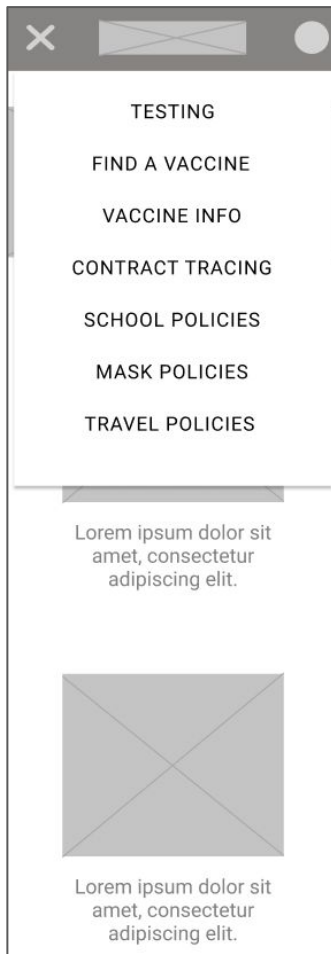 TESTING
FIND A VACCINE
VACCINE INFO
CONTRACT TRACING
SCHOOL POLICIES
MASK POLICIES
TRAVEL POLICIES
Lorem ipsum dolor sit
amet, consectetur
adipiscing elit.
Lorem ipsum dolor sit
amet, consectetur
adipiscing elit.